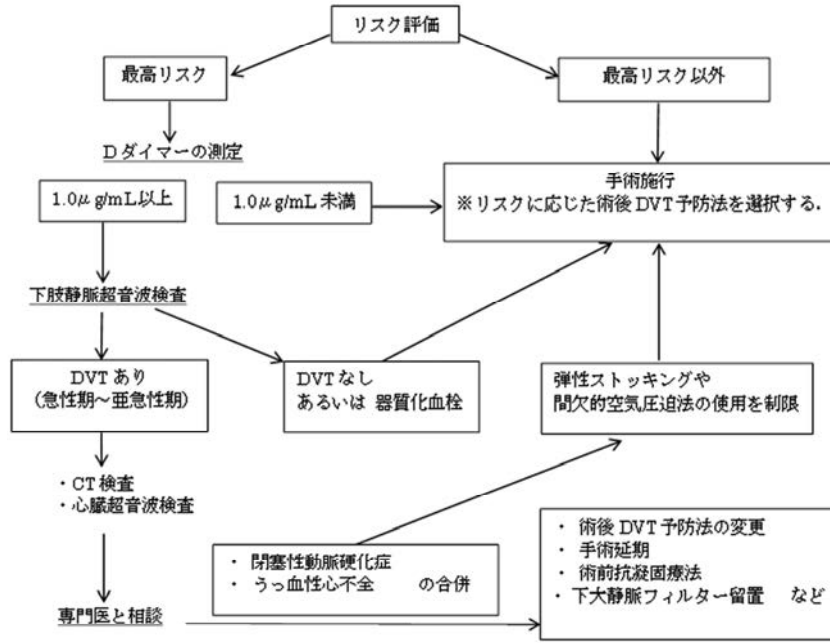 リスク評価
最高リスク
最高リスク以外
Dダイマーの測定
1.0μg/mL以上
1.0μg/mL未満
手術施行
※リスクに応じた術後DVT予防法を選択する.
下肢静脈超音波検査
DVTあり
(急性期~亜急性期)
DVTなし
あるいは 器質化血栓
弾性ストッキングや
間欠的空気圧迫法の使用を制限
・CT検査
・心臓超音波検査
・ 閉塞性動脈硬化症
・ うっ血性心不全 の合併
・ 術後DVT予防法の変更
・ 手術延期
・ 術前抗凝固療法
・下大静脈フィルター留置 など
専門医と相談